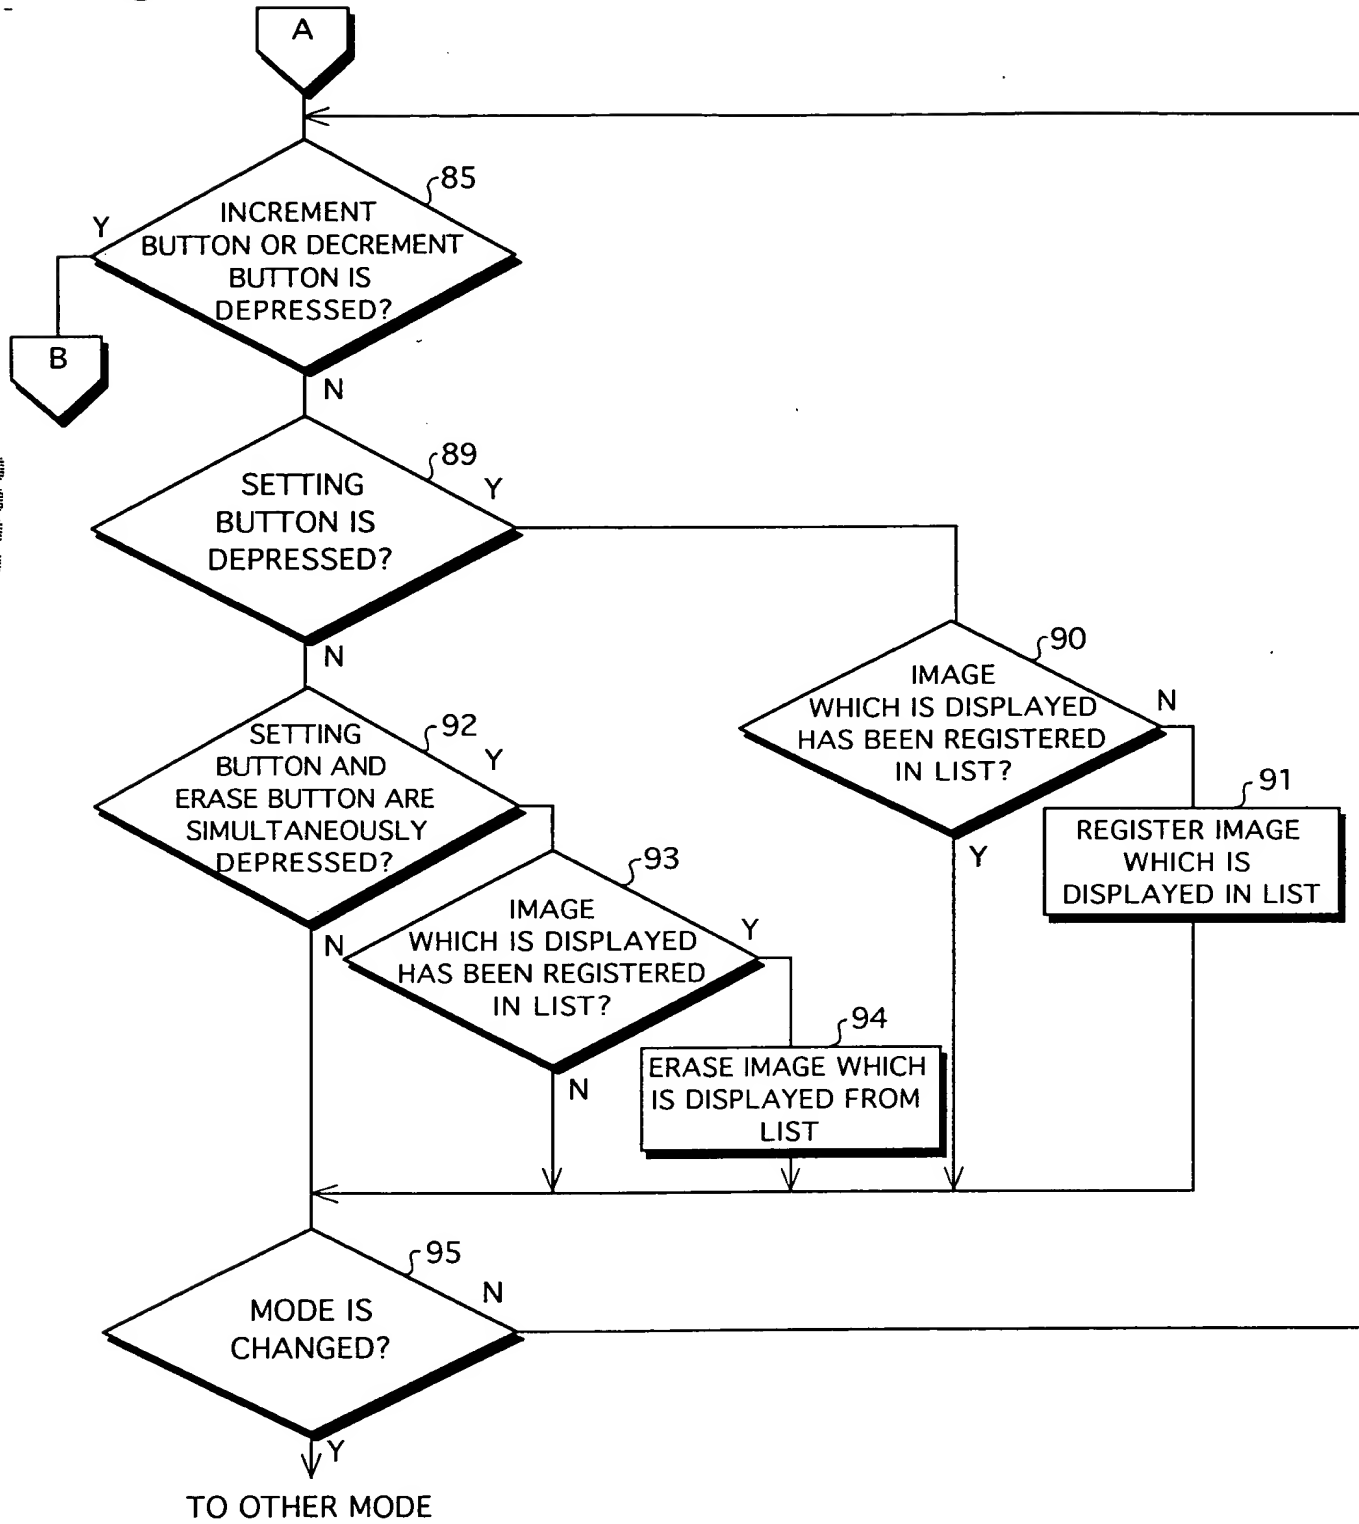 A
85
Y
INCREMENT
BUTTON OR DECREMENT
BUTTON IS
DEPRESSED?
B
N
89
Y
SETTING
BUTTON IS
DEPRESSED?
N
90
N
IMAGE
WHICH IS DISPLAYED
HAS BEEN REGISTERED
IN LIST?
Y
92
Y
SETTING
BUTTON AND
ERASE BUTTON ARE
SIMULTANEOUSLY
DEPRESSED?
N
91
REGISTER IMAGE
WHICH IS
DISPLAYED IN LIST
93
Y
IMAGE
WHICH IS DISPLAYED
HAS BEEN REGISTERED
IN LIST?
N
94
ERASE IMAGE WHICH
IS DISPLAYED FROM
LIST
95
N
MODE IS
CHANGED?
Y
TO OTHER MODE